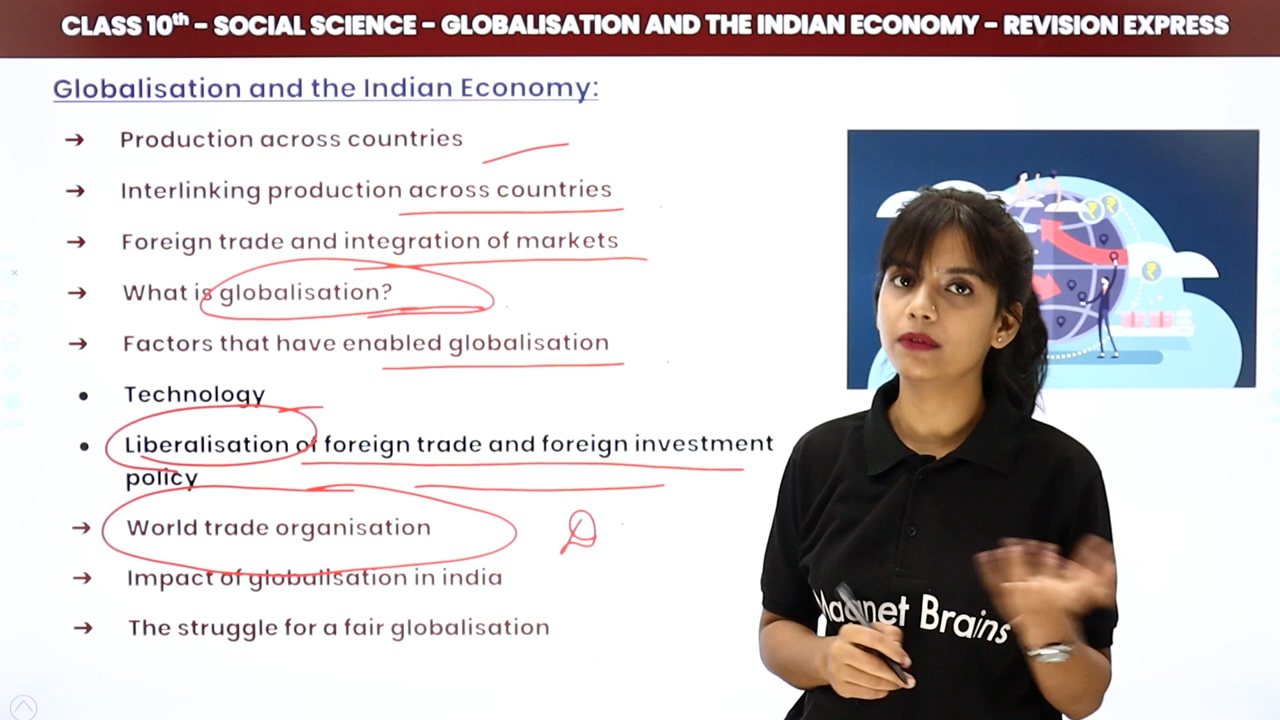 CLASS 10th – SOCIAL SCIENCE – GLOBALISATION AND THE INDIAN ECONOMY – REVISION EXPRESS
Globalisation and the Indian Economy:
→ Production across countries
→ Interlinking production across countries
→ Foreign trade and integration of markets
→ What is globalisation?
→ Factors that have enabled globalisation
• Technology
• Liberalisation of foreign trade and foreign investment
policy
→ World trade organisation
→ Impact of globalisation in india
→ The struggle for a fair globalisation
₹ ₹
₹
Magnet Brains